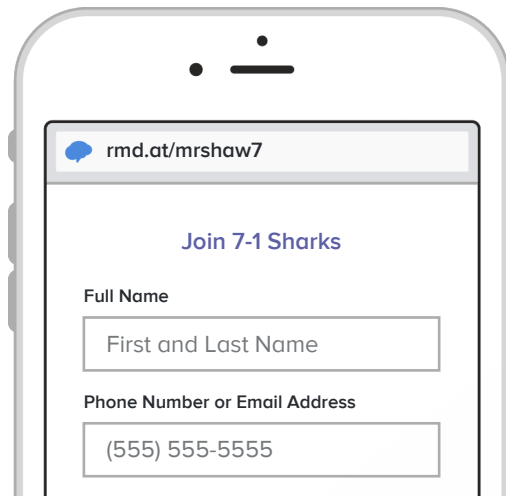 rmd.at/mrshaw7
Join 7-1 Sharks
Full Name
First and Last Name
Phone Number or Email Address
(555) 555-5555